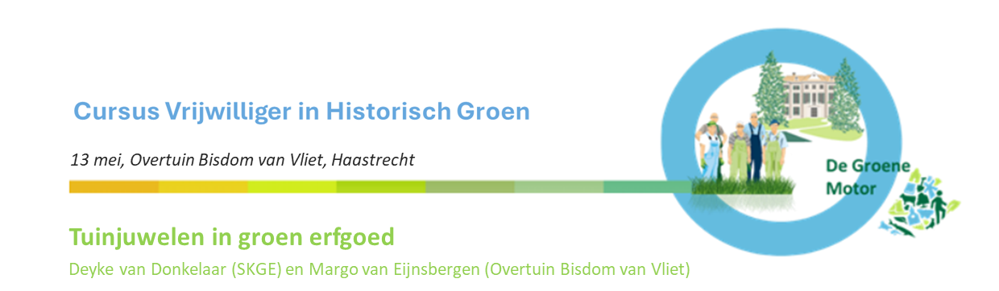 Cursus Vrijwilliger in Historisch Groen
13 mei, Overtuin Bisdom van Vliet, Haastrecht
De Groene
Motor
Tuinjuwelen in groen erfgoed
Deyke van Donkelaar (SKGE) en Margo van Eijnsbergen (Overtuin Bisdom van Vliet)